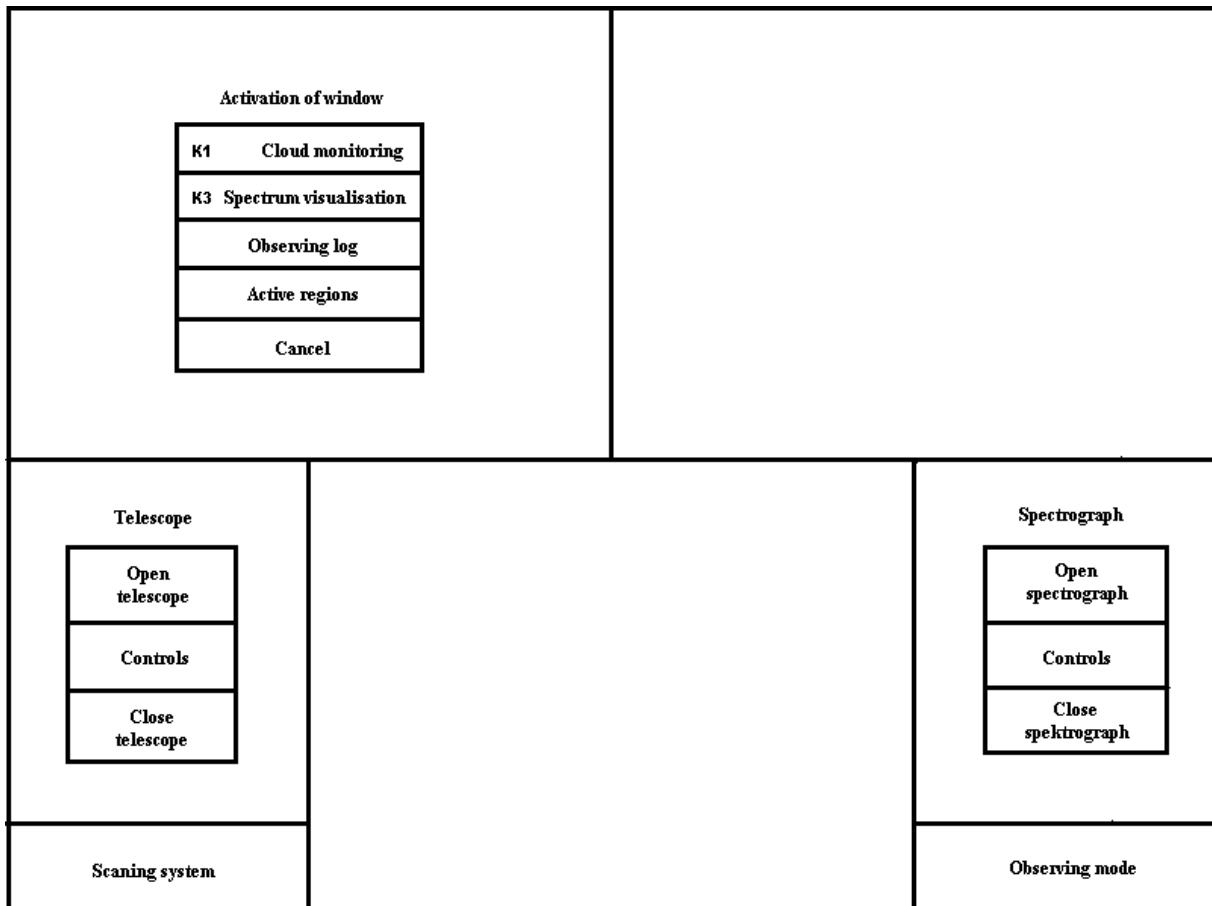 Activation of window
K1 Cloud monitoring
K3 Spectrum visualisation
Observing log
Active regions
Cancel
Telescope
Open
telescope
Controls
Close
telescope
Scaning system
Spectrograph
Open
spectrograph
Controls
Close
spektrograph
Observing mode